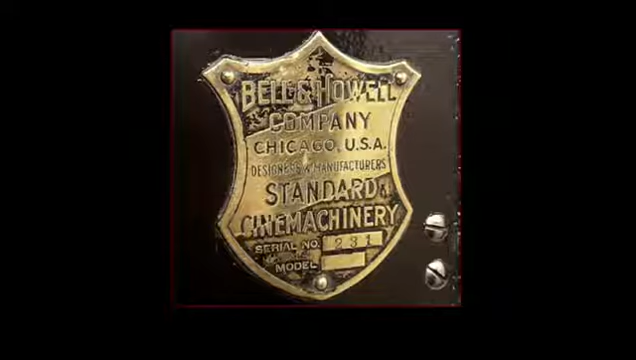 BELL & HOWELL
COMPANY
CHICAGO, U.S.A.
DESIGNERS & MANUFACTURERS
STANDARD
CINEMACHINERY
SERIAL NO. 231
MODEL